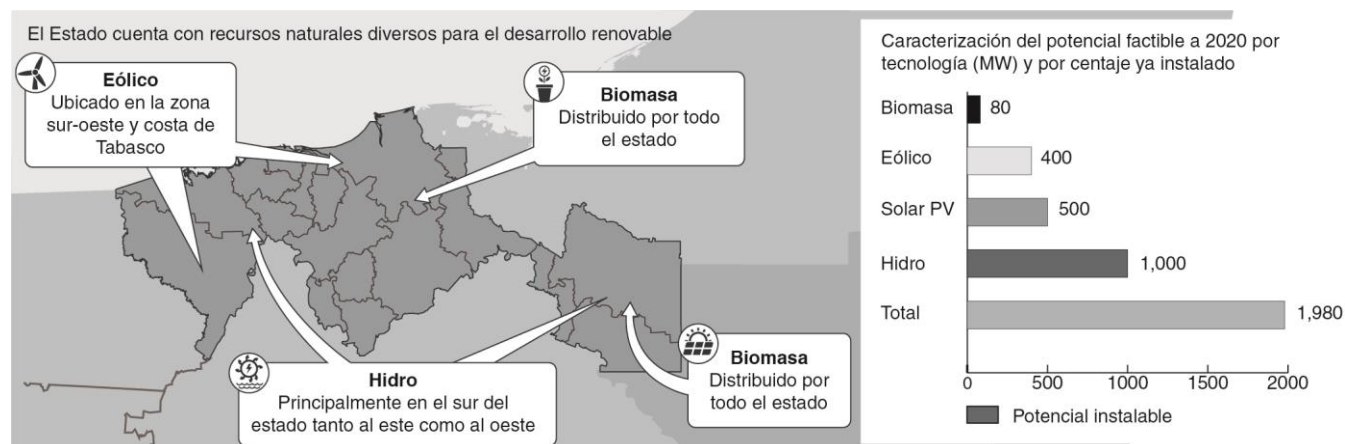 El Estado cuenta con recursos naturales diversos para el desarrollo renovable
Eólico
Ubicado en la zona
sur-oeste y costa de
Tabasco
Biomasa
Distribuido por todo
el estado
Hidro
Principalmente en el sur del
estado tanto al este como al oeste
Biomasa
Distribuido por
todo el estado
Caracterización del potencial factible a 2020 por
tecnología (MW) y por centaje ya instalado
Biomasa 80
Eólico 400
Solar PV 500
Hidro 1,000
Total 1,980
0 500 1000 1500 2000
Potencial instalable